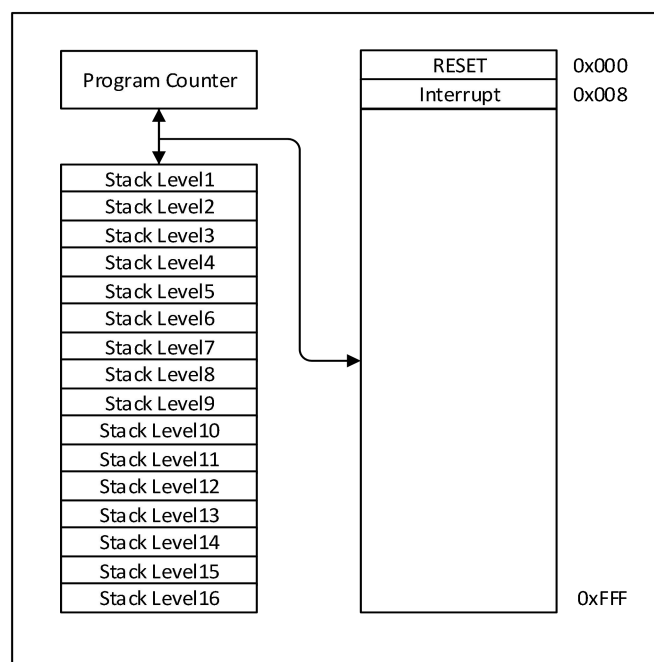 Program Counter
RESET 0x000
Interrupt 0x008
Stack Level1
Stack Level2
Stack Level3
Stack Level4
Stack Level5
Stack Level6
Stack Level7
Stack Level8
Stack Level9
Stack Level10
Stack Level11
Stack Level12
Stack Level13
Stack Level14
Stack Level15
Stack Level16
0xFFF